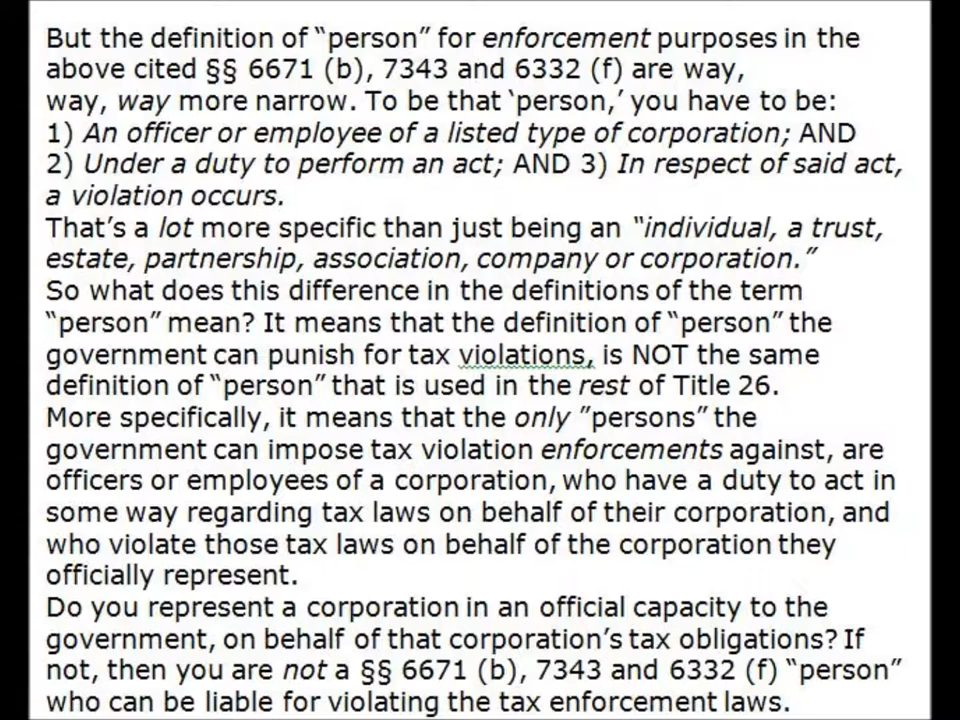 But the definition of “person” for enforcement purposes in the
above cited §§ 6671 (b), 7343 and 6332 (f) are way,
way, way more narrow. To be that ‘person,’ you have to be:
1) An officer or employee of a listed type of corporation; AND
2) Under a duty to perform an act; AND 3) In respect of said act,
a violation occurs.
That’s a lot more specific than just being an “individual, a trust,
estate, partnership, association, company or corporation.”
So what does this difference in the definitions of the term
“person” mean? It means that the definition of “person” the
government can punish for tax violations, is NOT the same
definition of “person” that is used in the rest of Title 26.
More specifically, it means that the only ”persons” the
government can impose tax violation enforcements against, are
officers or employees of a corporation, who have a duty to act in
some way regarding tax laws on behalf of their corporation, and
who violate those tax laws on behalf of the corporation they
officially represent.
Do you represent a corporation in an official capacity to the
government, on behalf of that corporation’s tax obligations? If
not, then you are not a §§ 6671 (b), 7343 and 6332 (f) “person”
who can be liable for violating the tax enforcement laws.